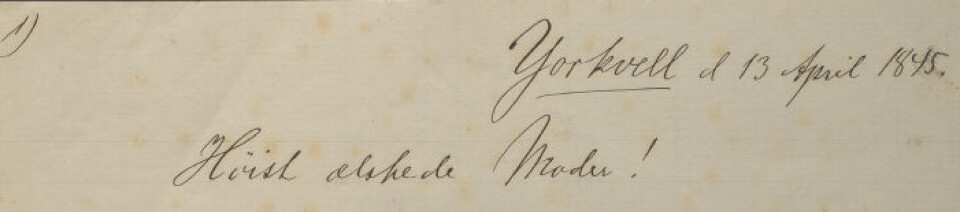 1)
Yorkvell d 13 April 1845.
Höist elskede Moder!